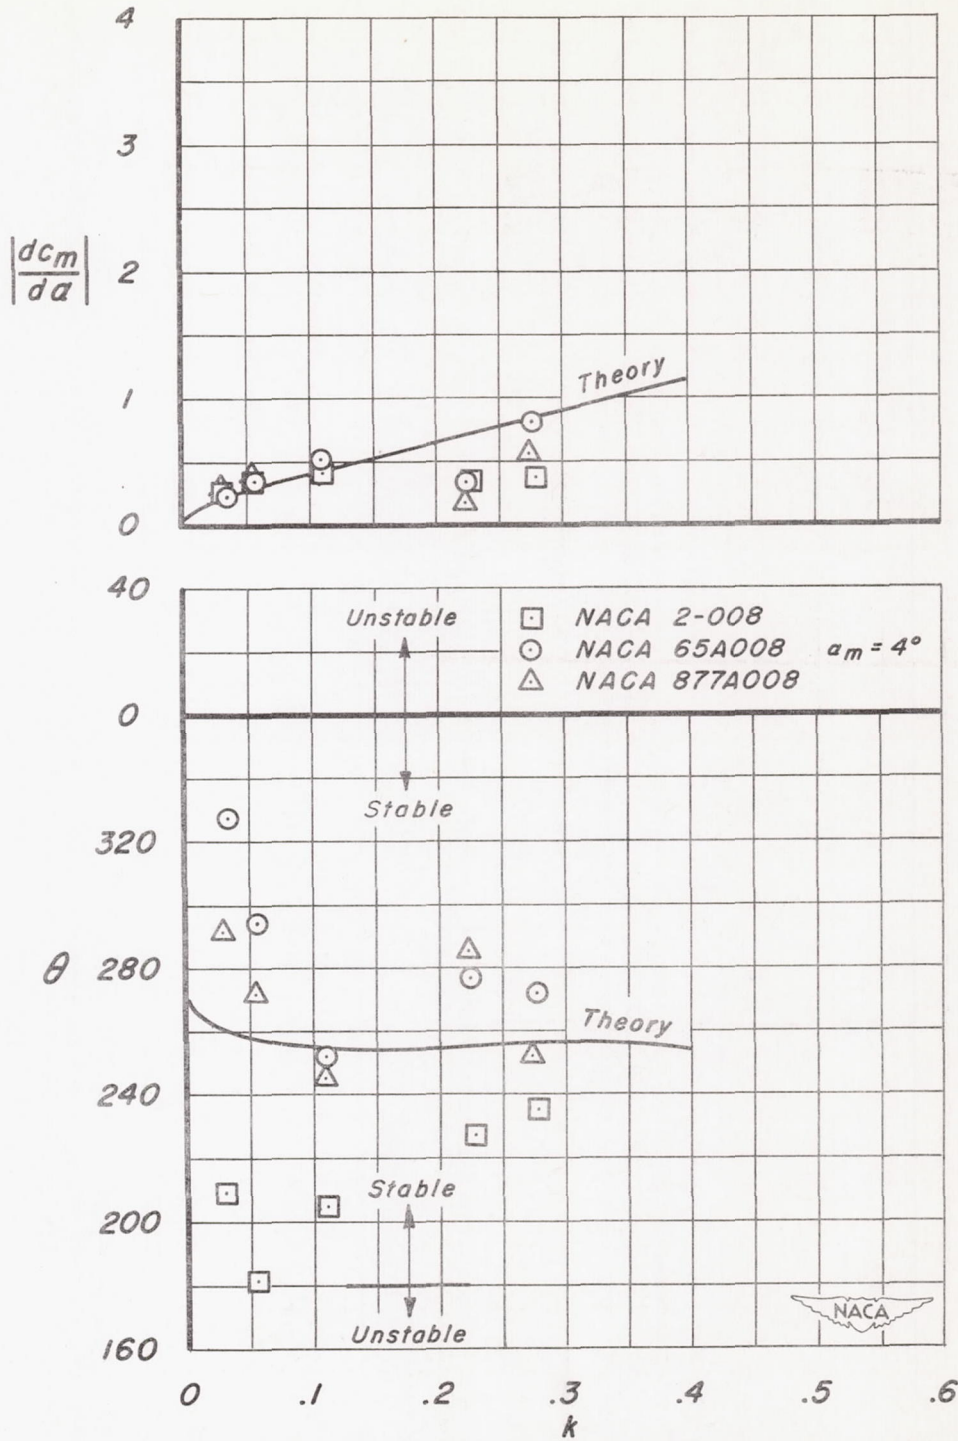 4
3
|dcm/dα|
2
Theory
1
0
40
Unstable
NACA 2-008
NACA 65A008 αm = 4°
NACA 877A008
0
Stable
320
θ 280
Theory
240
Stable
200
NACA
Unstable
160
0 .1 .2 .3 .4 .5 .6
k